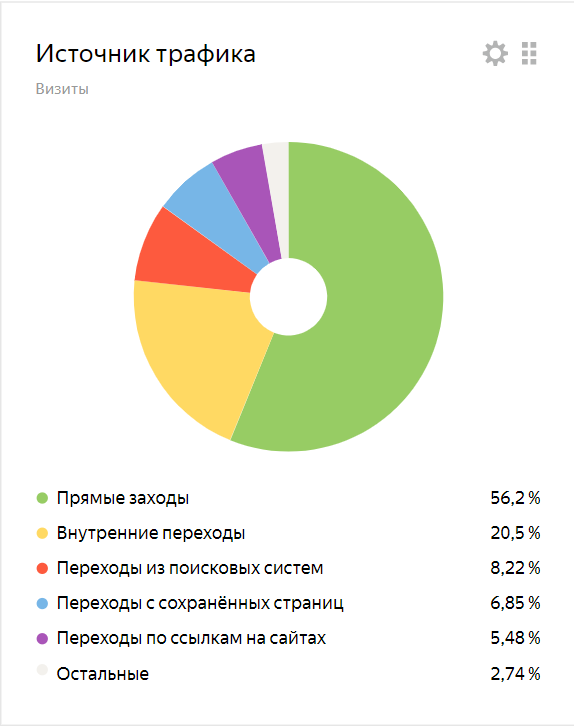 Источник трафика
Визиты
Прямые заходы 56,2 %
Внутренние переходы 20,5 %
Переходы из поисковых систем 8,22 %
Переходы с сохранённых страниц 6,85 %
Переходы по ссылкам на сайтах 5,48 %
Остальные 2,74 %